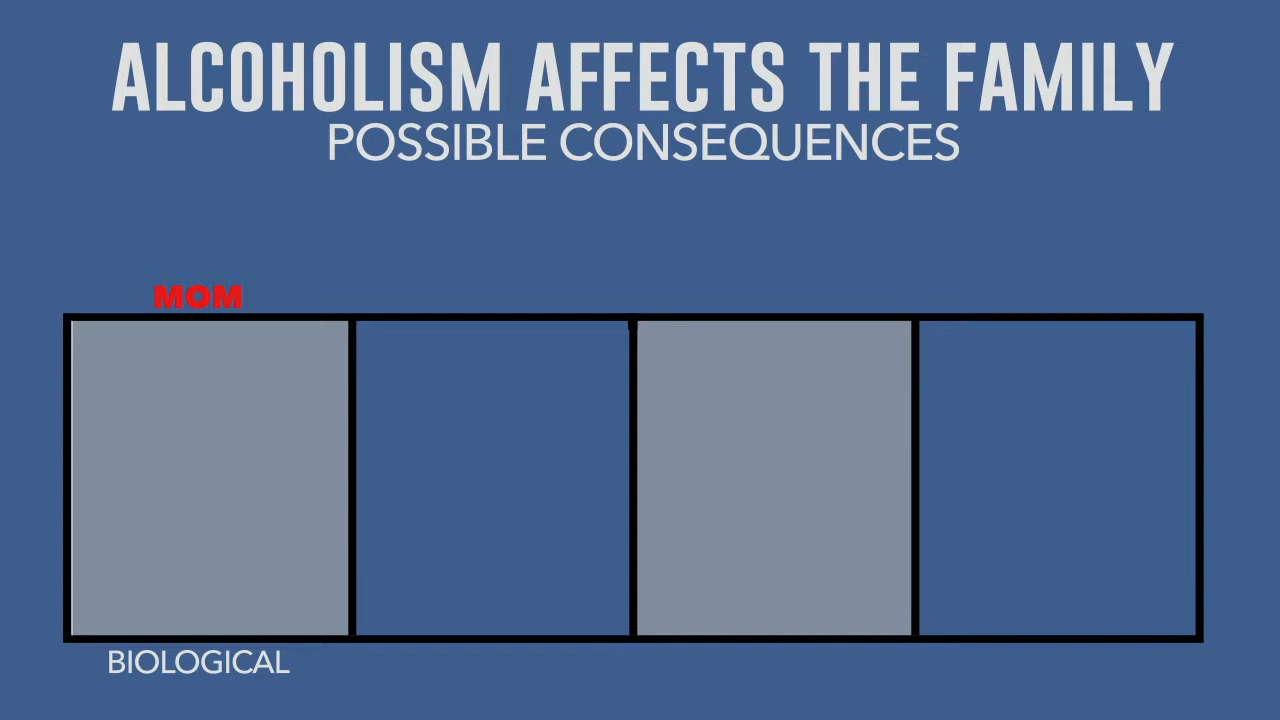 ALCOHOLISM AFFECTS THE FAMILY
POSSIBLE CONSEQUENCES
MOM
BIOLOGICAL